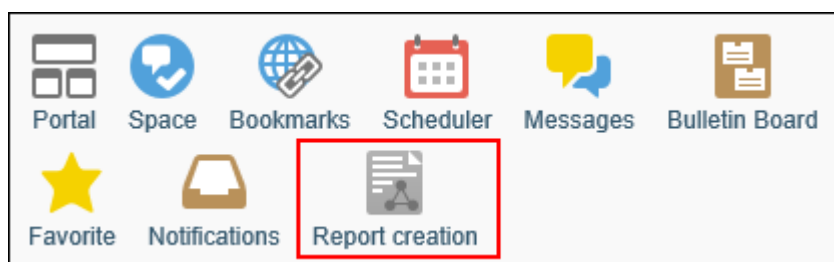 Portal Space Bookmarks Scheduler Messages Bulletin Board
Favorite Notifications Report creation